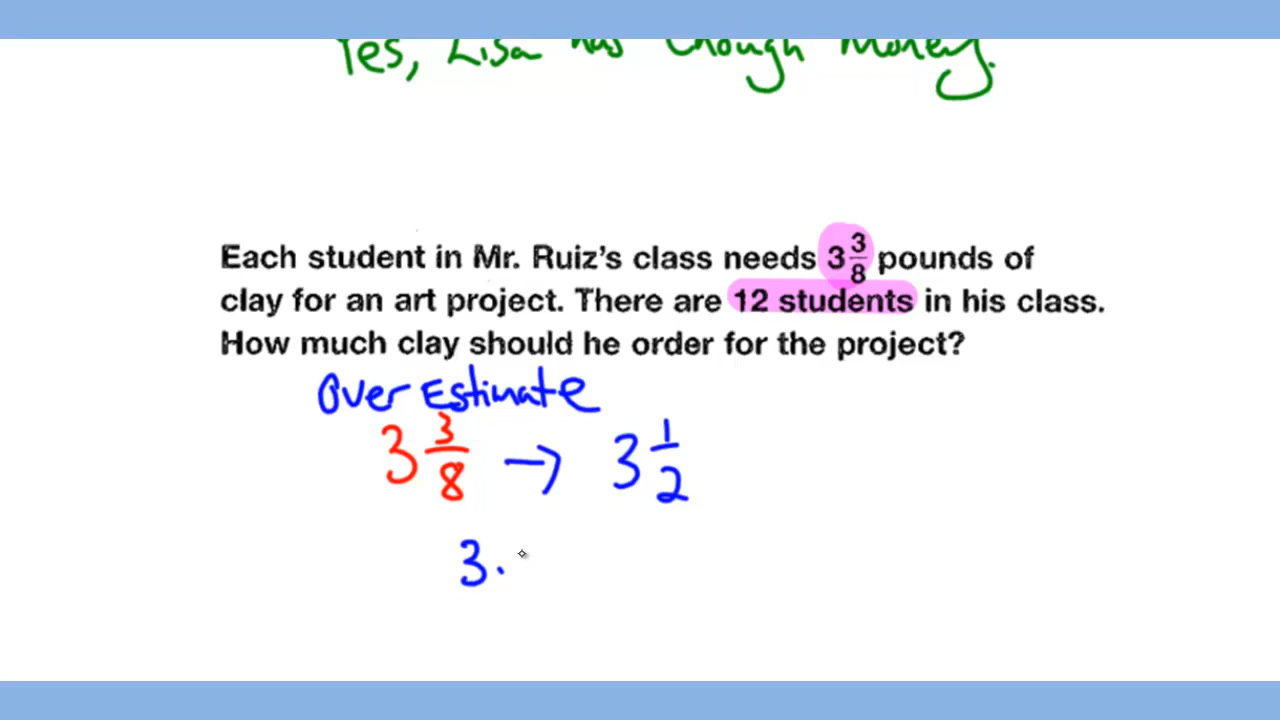 Yes, Lisa has enough money.
Each student in Mr. Ruiz's class needs 3 3/8 pounds of
clay for an art project. There are 12 students in his class.
How much clay should he order for the project?
Over Estimate
3 3/8 → 3 1/2
3.